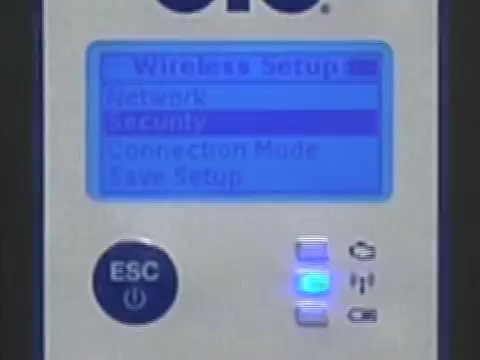 Wireless Setup
Network
Security
Connection Mode
Save Setup
ESC